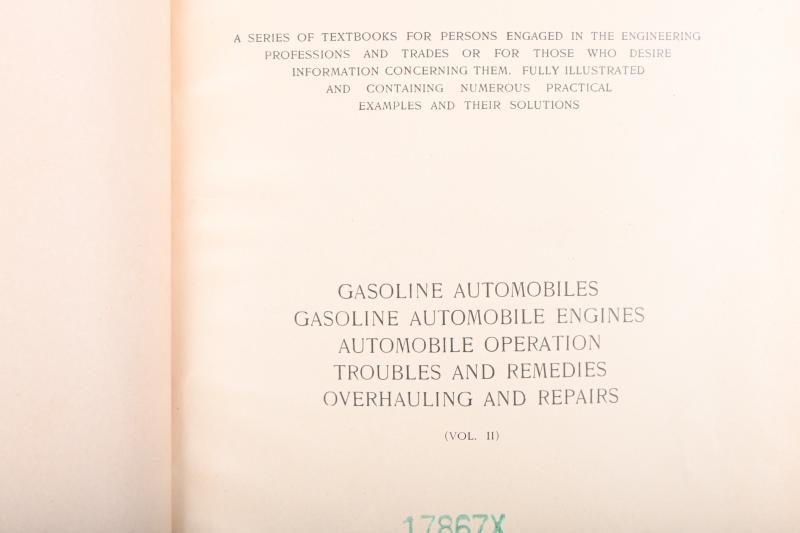 A SERIES OF TEXTBOOKS FOR PERSONS ENGAGED IN THE ENGINEERING
PROFESSIONS AND TRADES OR FOR THOSE WHO DESIRE
INFORMATION CONCERNING THEM. FULLY ILLUSTRATED
AND CONTAINING NUMEROUS PRACTICAL
EXAMPLES AND THEIR SOLUTIONS
GASOLINE AUTOMOBILES
GASOLINE AUTOMOBILE ENGINES
AUTOMOBILE OPERATION
TROUBLES AND REMEDIES
OVERHAULING AND REPAIRS
(VOL. II)
17867X